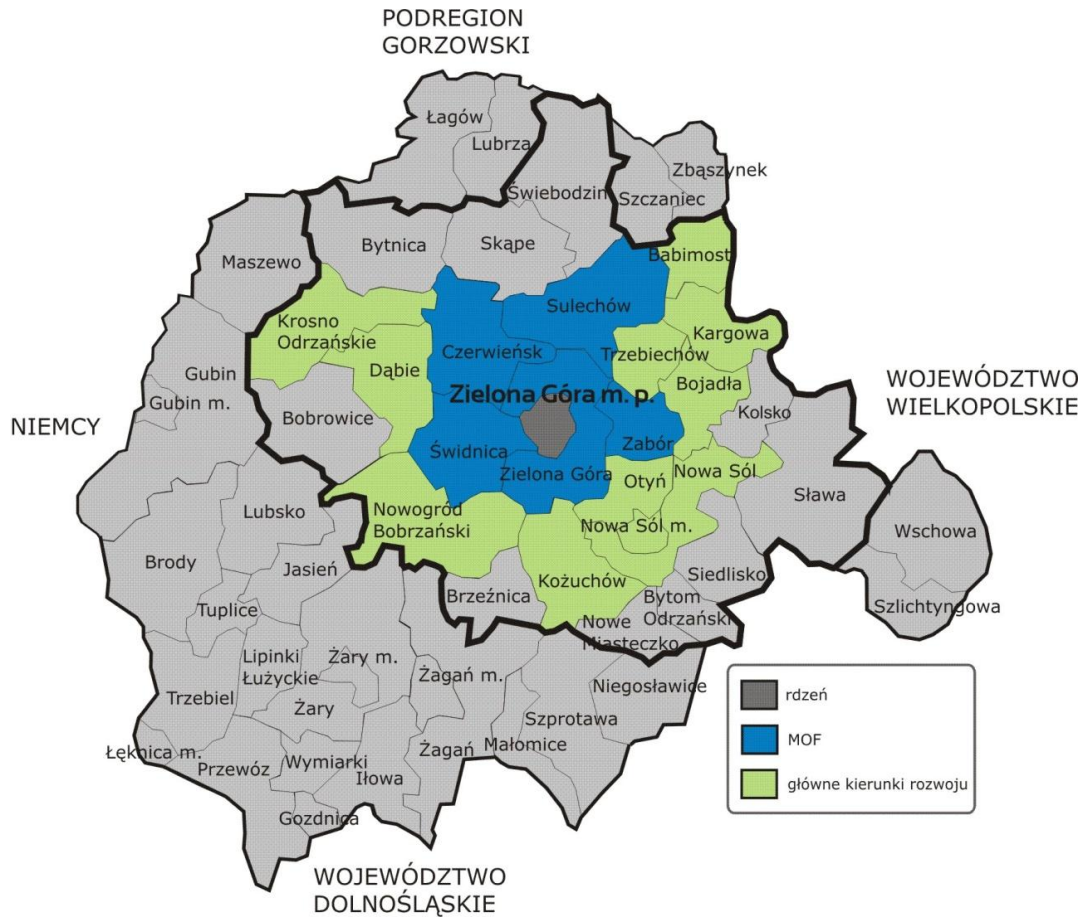 PODREGION
GORZOWSKI
Łagów
Lubrza
Zbąszynek
Świebodzin
Szczaniec
Bytnica
Skąpe
Babimost
Maszewo
Sulechów
Krosno
Odrzańskie
Kargowa
Czerwieńsk
Trzebiechów
Dąbie
Gubin
Bojadła
WOJEWÓDZTWO
WIELKOPOLSKIE
Zielona Góra m. p.
Gubin m.
Bobrowice
Kolsko
NIEMCY
Świdnica
Zabór
Zielona Góra
Otyń
Nowa Sól
Sława
Nowogród
Bobrzański
Lubsko
Nowa Sól m.
Wschowa
Brody
Jasień
Siedlisko
Kożuchów
Brzeźnica
Bytom
Odrzański
Szlichtyngowa
Tuplice
Nowe
Miasteczko
Lipinki
Łużyckie
Żary m.
Żagań m.
Niegosławice
Trzebiel
Żary
Szprotawa
Łęknica m.
Przewóz
Wymiarki
Iłowa
Żagań
Małomice
Gozdnica
rdzeń
MOF
główne kierunki rozwoju
WOJEWÓDZTWO
DOLNOŚLĄSKIE